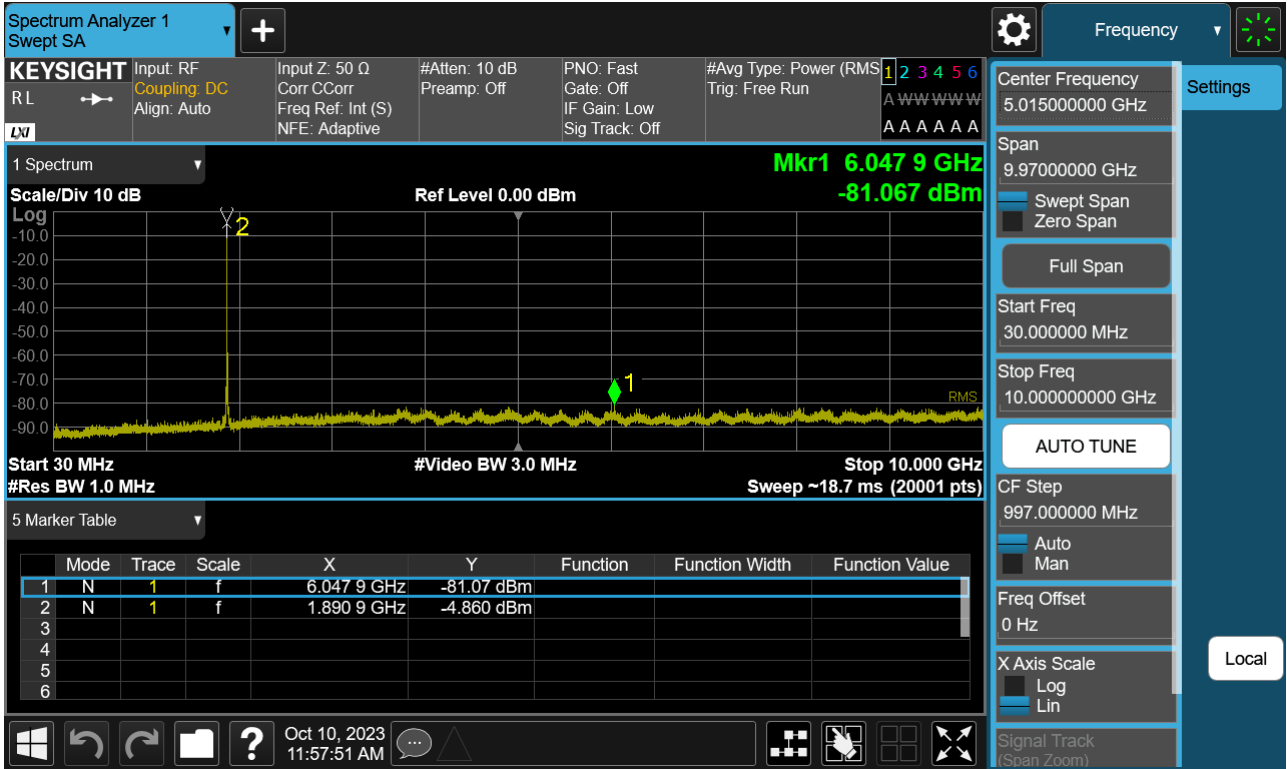 Spectrum Analyzer 1
Swept SA
Frequency
KEYSIGHT
R L
LXI
Input: RF
Coupling: DC
Align: Auto
Input Z: 50 Ω
Corr CCorr
Freq Ref: Int (S)
NFE: Adaptive
#Atten: 10 dB
Preamp: Off
PNO: Fast
Gate: Off
IF Gain: Low
Sig Track: Off
#Avg Type: Power (RMS
Trig: Free Run
1 2 3 4 5 6
A W W W W W
A A A A A A
1 Spectrum
Mkr1 6.047 9 GHz
-81.067 dBm
Scale/Div 10 dB
Ref Level 0.00 dBm
Log
-10.0
-20.0
-30.0
-40.0
-50.0
-60.0
-70.0
-80.0
-90.0
2
1
RMS
Start 30 MHz
#Video BW 3.0 MHz
Stop 10.000 GHz
#Res BW 1.0 MHz
Sweep ~18.7 ms (20001 pts)
5 Marker Table
Mode Trace Scale X Y Function Function Width Function Value
1 N 1 f 6.047 9 GHz -81.07 dBm
2 N 1 f 1.890 9 GHz -4.860 dBm
3
4
5
6
?
Oct 10, 2023
11:57:51 AM
Center Frequency
5.015000000 GHz
Span
9.97000000 GHz
Swept Span
Zero Span
Full Span
Start Freq
30.000000 MHz
Stop Freq
10.000000000 GHz
AUTO TUNE
CF Step
997.000000 MHz
Auto
Man
Freq Offset
0 Hz
X Axis Scale
Log
Lin
Signal Track
(Span Zoom)
Settings
Local